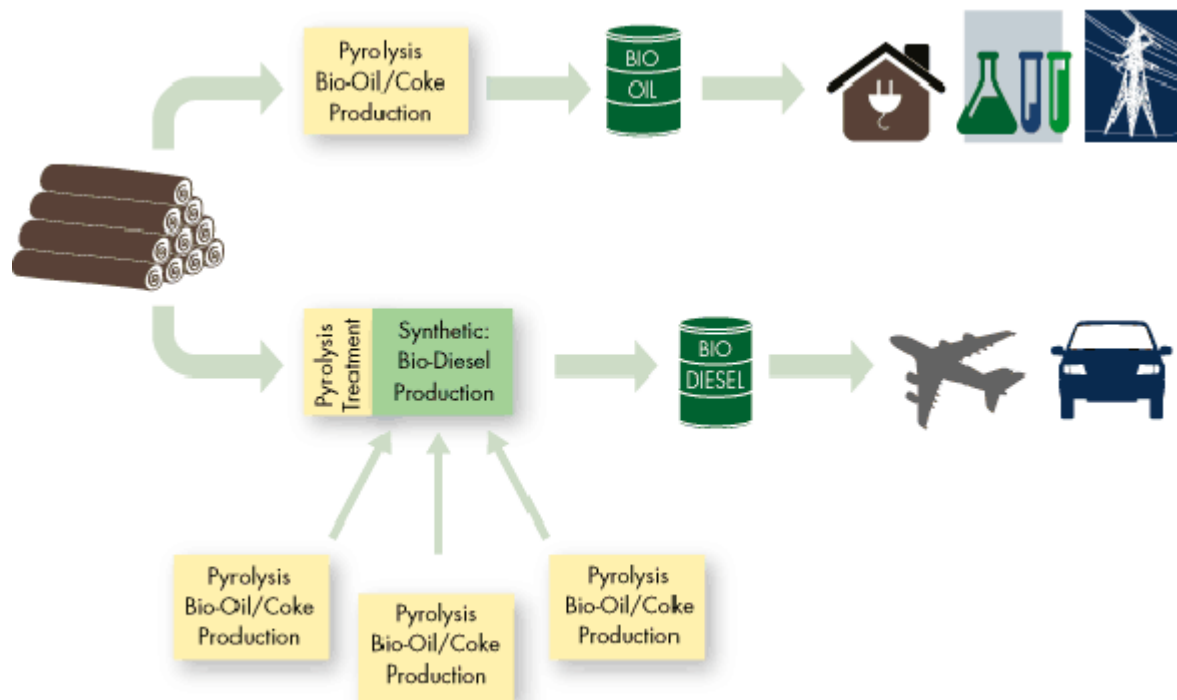 Pyrolysis
Bio-Oil/Coke
Production
BIO
OIL
Pyrolysis
Treatment
Synthetic:
Bio-Diesel
Production
BIO
DIESEL
Pyrolysis
Bio-Oil/Coke
Production
Pyrolysis
Bio-Oil/Coke
Production
Pyrolysis
Bio-Oil/Coke
Production